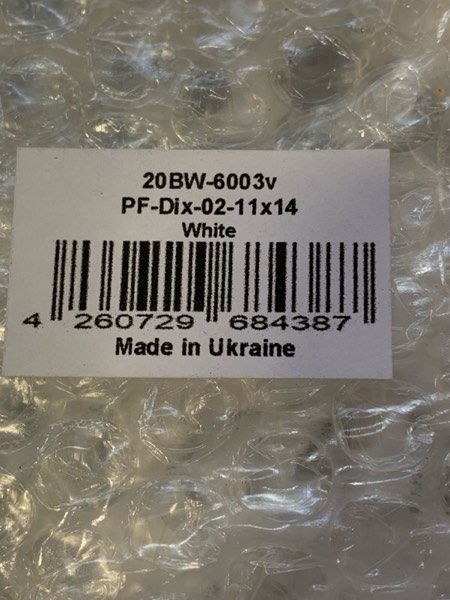 20BW-6003v
PF-Dix-02-11x14
White
4 260729 684387
Made in Ukraine